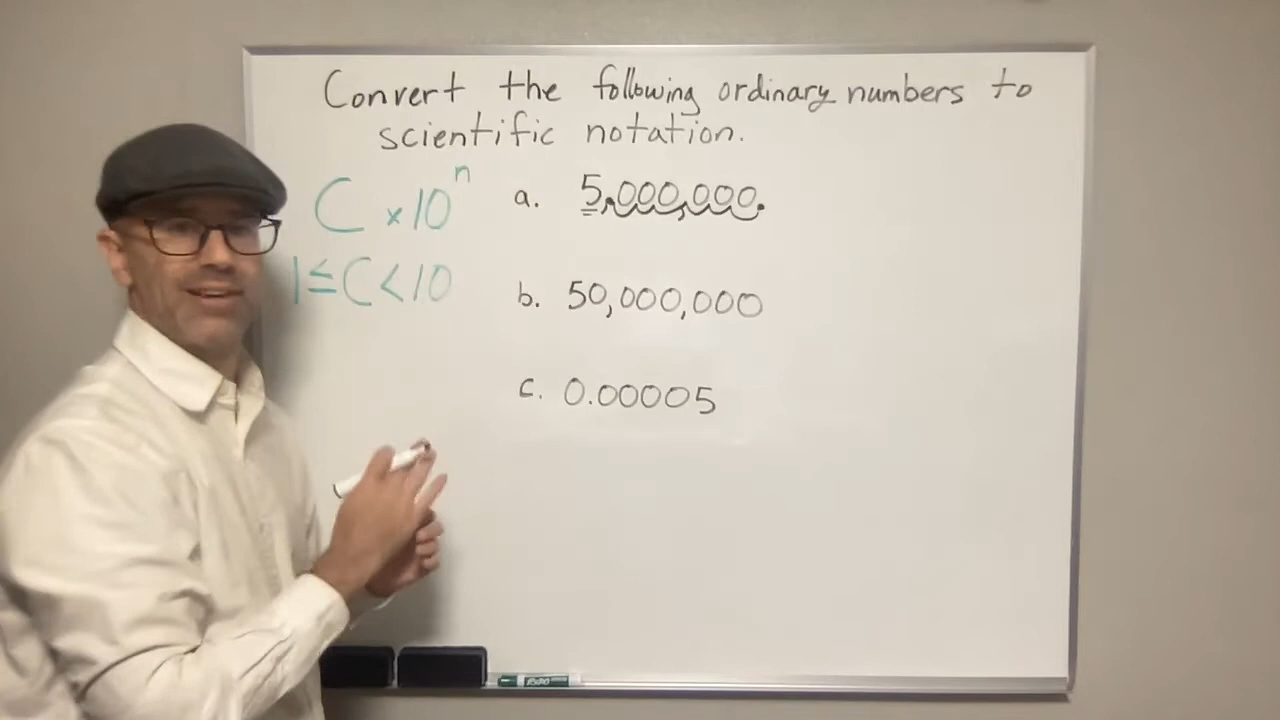 Convert the following ordinary numbers to
scientific notation.
C × 10ⁿ
1 ≤ C < 10
a. 5,000,000.
b. 50,000,000
c. 0.00005
EXPO